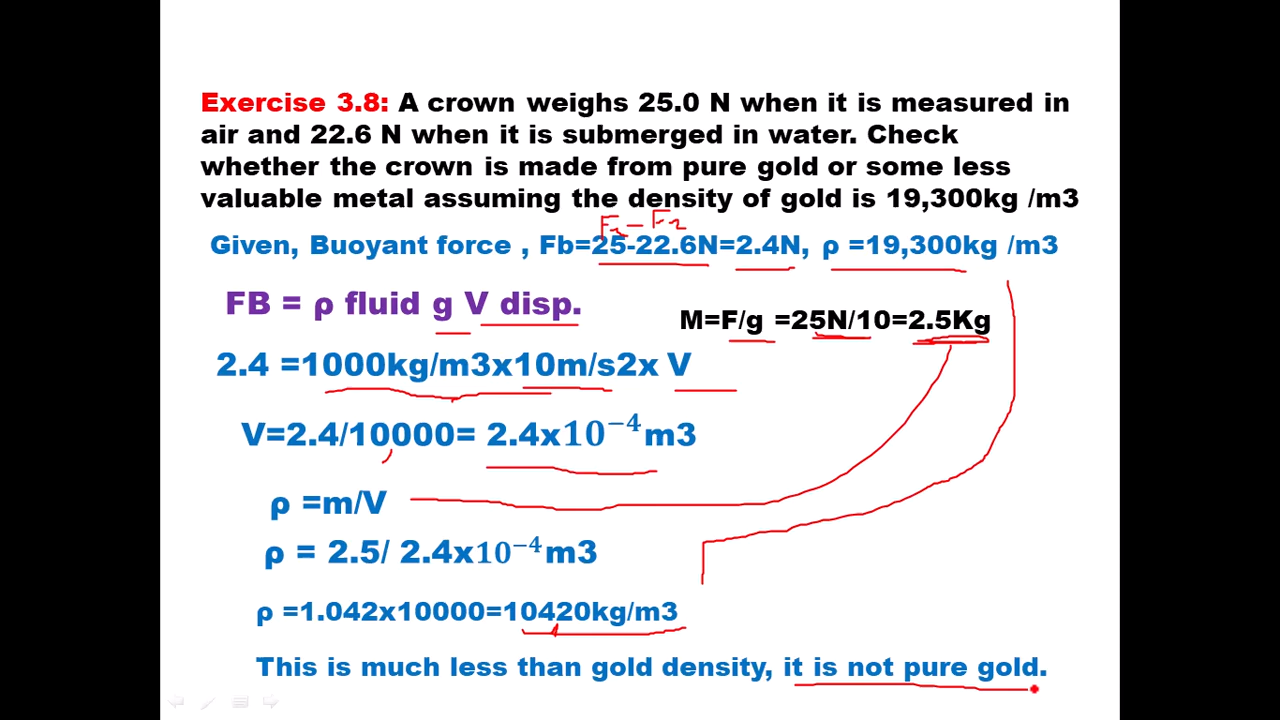 Exercise 3.8: A crown weighs 25.0 N when it is measured in
air and 22.6 N when it is submerged in water. Check
whether the crown is made from pure gold or some less
valuable metal assuming the density of gold is 19,300kg /m3
Given, Buoyant force , Fb=25-22.6N=2.4N, ρ =19,300kg /m3
FB = ρ fluid g V disp.
M=F/g =25N/10=2.5Kg
2.4 =1000kg/m3x10m/s2x V
V=2.4/10000= 2.4x10⁻⁴m3
ρ =m/V
ρ = 2.5/ 2.4x10⁻⁴m3
ρ =1.042x10000=10420kg/m3
This is much less than gold density, it is not pure gold.